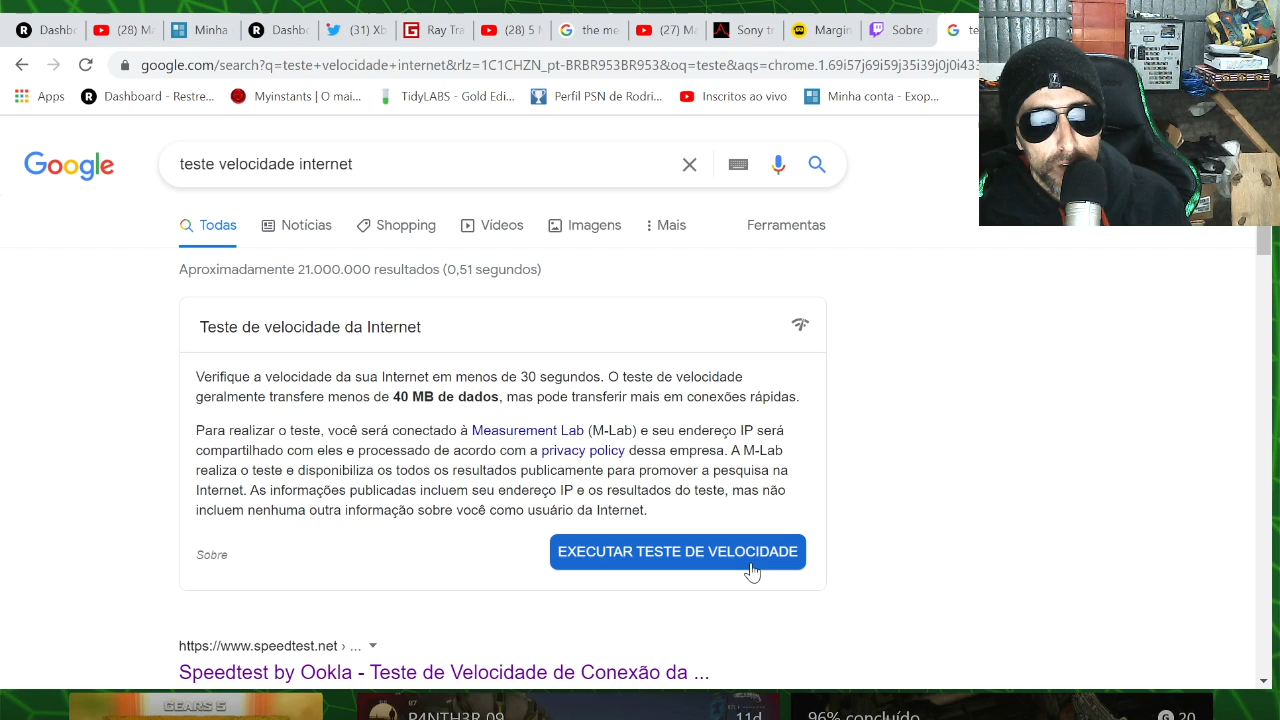 Dashb
(28) Ma
Minha
Dashb
(31) Xb
Ray Tra
(28) 5 M
the me
(27) Ma
Sony tr
Margin
Sobre
te
google.com/search?q=teste+velocidade+internet&rlz=1C1CHZN_pt-BRBR953BR953&oq=teste&aqs=chrome.1.69i57j69i59j35i39j0j0i433
Apps
Dashboard - Restre...
Myinstants | O mai...
TidyLABS - Gold Edi...
Perfil PSN de Rodri...
Inscritos ao vivo
Minha conta - Exop...
Google
teste velocidade internet
Todas
Notícias
Shopping
Vídeos
Imagens
Mais
Ferramentas
Aproximadamente 21.000.000 resultados (0,51 segundos)
Teste de velocidade da Internet
Verifique a velocidade da sua Internet em menos de 30 segundos. O teste de velocidade
geralmente transfere menos de 40 MB de dados, mas pode transferir mais em conexões rápidas.
Para realizar o teste, você será conectado à Measurement Lab (M-Lab) e seu endereço IP será
compartilhado com eles e processado de acordo com a privacy policy dessa empresa. A M-Lab
realiza o teste e disponibiliza os todos os resultados publicamente para promover a pesquisa na
Internet. As informações publicadas incluem seu endereço IP e os resultados do teste, mas não
incluem nenhuma outra informação sobre você como usuário da Internet.
Sobre
EXECUTAR TESTE DE VELOCIDADE
https://www.speedtest.net › ...
Speedtest by Ookla - Teste de Velocidade de Conexão da ...
GEARS 5
P4NTH3R 09
11d
96% concluído
20